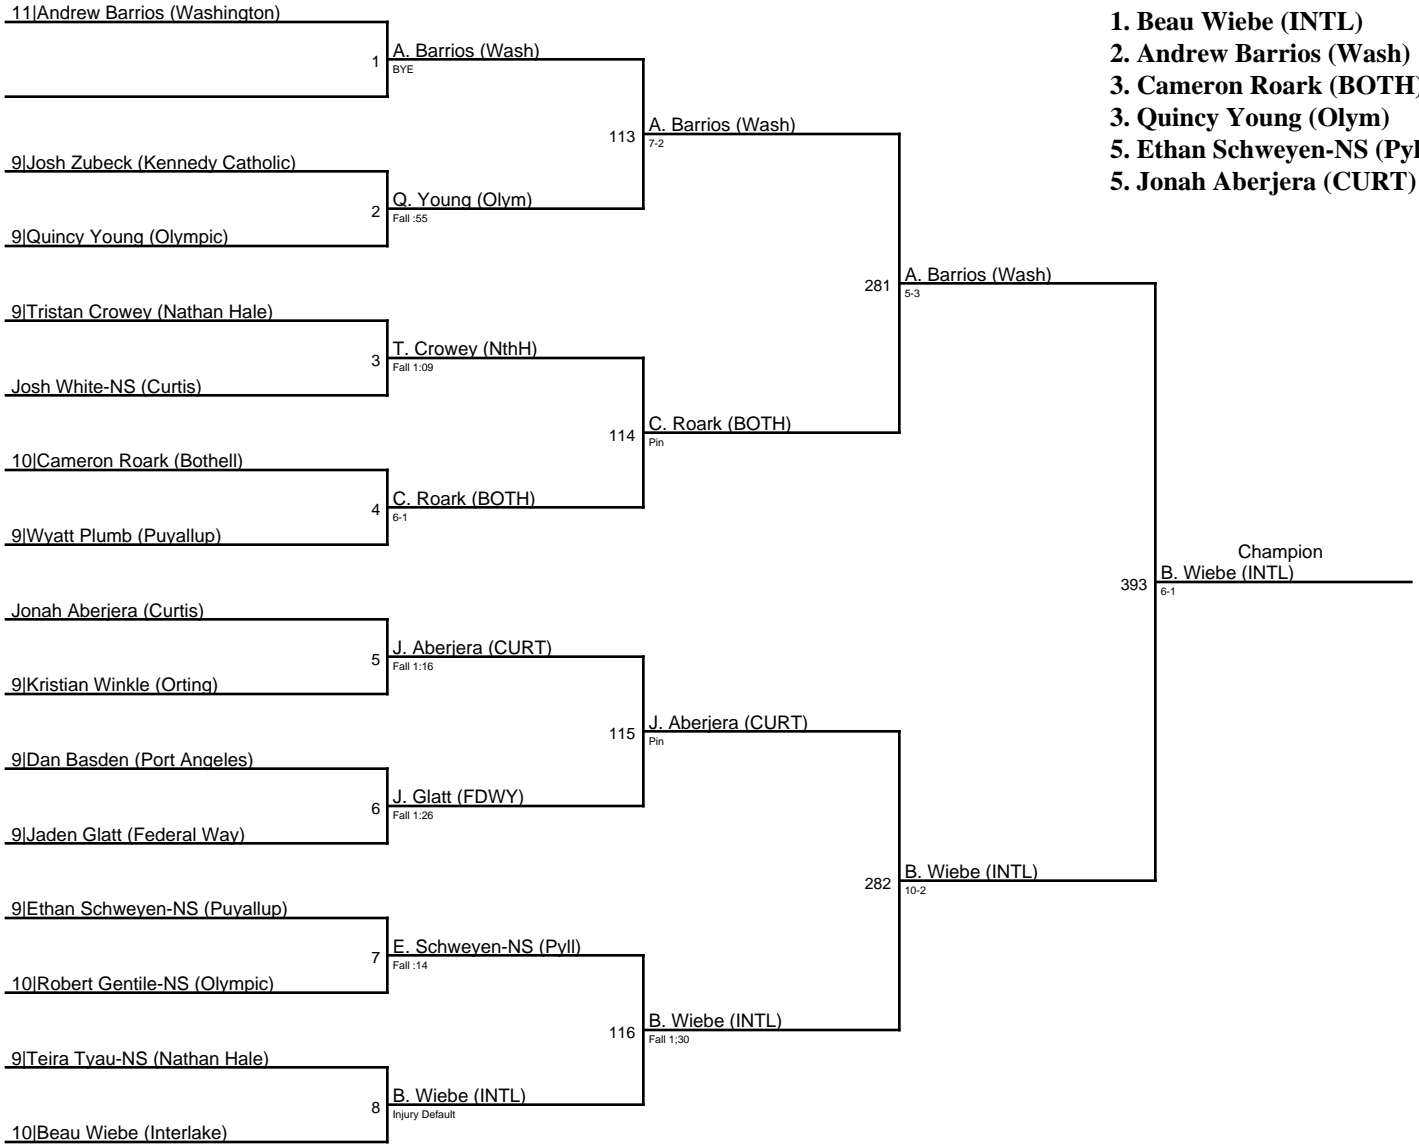 11|Andrew Barrios (Washington)
1
A. Barrios (Wash)
BYE
113
A. Barrios (Wash)
7-2
9|Josh Zubeck (Kennedy Catholic)
2
Q. Young (Olym)
Fall :55
9|Quincy Young (Olympic)
281
A. Barrios (Wash)
5-3
9|Tristan Crowey (Nathan Hale)
3
T. Crowey (NthH)
Fall 1:09
Josh White-NS (Curtis)
114
C. Roark (BOTH)
Pin
10|Cameron Roark (Bothell)
4
C. Roark (BOTH)
6-1
9|Wyatt Plumb (Puyallup)
Champion
393
B. Wiebe (INTL)
6-1
Jonah Aberjera (Curtis)
5
J. Aberjera (CURT)
Fall 1:16
9|Kristian Winkle (Orting)
115
J. Aberjera (CURT)
Pin
9|Dan Basden (Port Angeles)
6
J. Glatt (FDWY)
Fall 1:26
9|Jaden Glatt (Federal Way)
282
B. Wiebe (INTL)
10-2
9|Ethan Schweyen-NS (Puyallup)
7
E. Schweyen-NS (Pyll)
Fall :14
10|Robert Gentile-NS (Olympic)
116
B. Wiebe (INTL)
Fall 1;30
9|Teira Tyau-NS (Nathan Hale)
8
B. Wiebe (INTL)
Injury Default
10|Beau Wiebe (Interlake)
1. Beau Wiebe (INTL)
2. Andrew Barrios (Wash)
3. Cameron Roark (BOTH)
3. Quincy Young (Olym)
5. Ethan Schweyen-NS (Pyl
5. Jonah Aberjera (CURT)